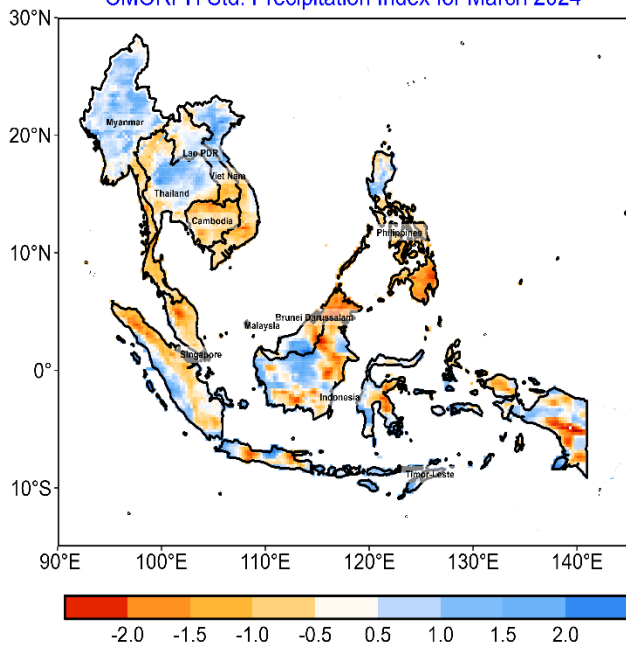 CMORPH Std. Precipitation Index for March 2024
30°N
20°N
10°N
0°
10°S
Myanmar
Lao PDR
Viet Nam
Thailand
Cambodia
Philippines
Brunei Darussalam
Malaysia
Singapore
Indonesia
Timor-Leste
90°E 100°E 110°E 120°E 130°E 140°E
-2.0 -1.5 -1.0 -0.5 0.5 1.0 1.5 2.0